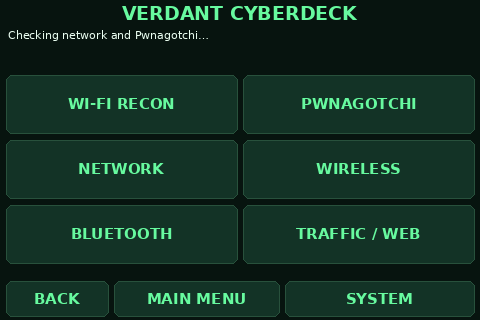 VERDANT CYBERDECK
Checking network and Pwnagotchi...
WI-FI RECON
PWNAGOTCHI
NETWORK
WIRELESS
BLUETOOTH
TRAFFIC / WEB
BACK
MAIN MENU
SYSTEM